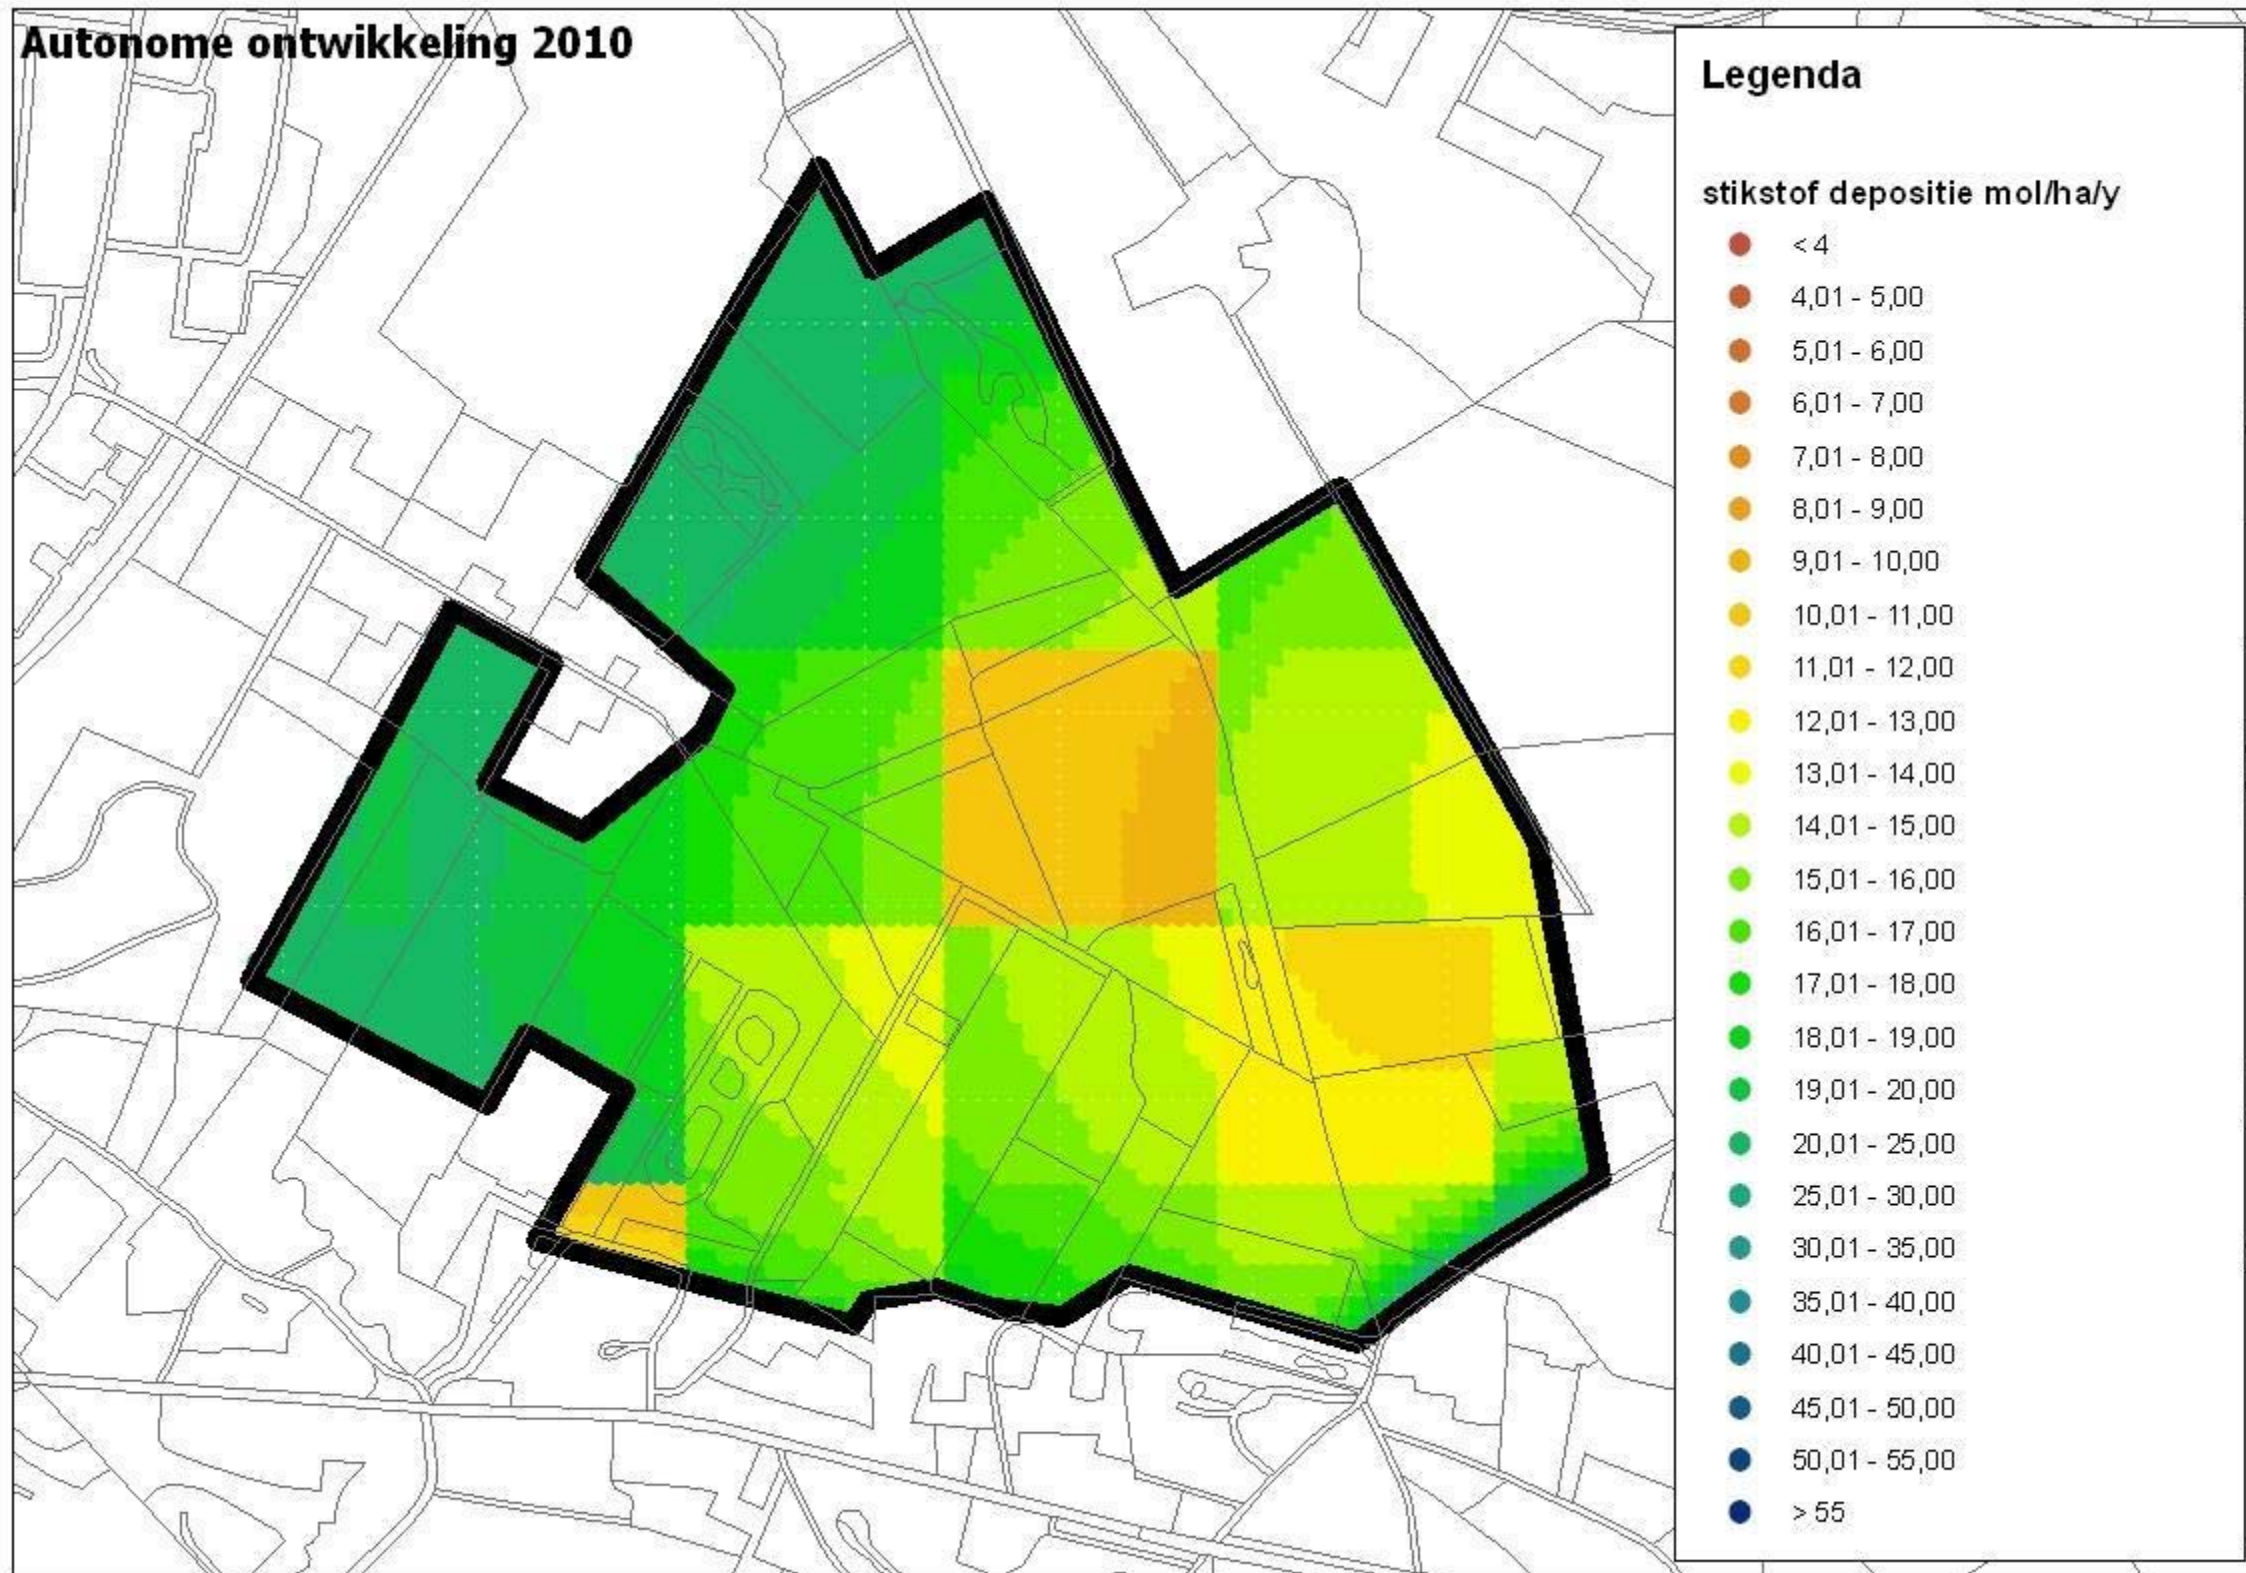 Autonome ontwikkeling 2010
Legenda
stikstof depositie mol/ha/y
< 4
4,01 - 5,00
5,01 - 6,00
6,01 - 7,00
7,01 - 8,00
8,01 - 9,00
9,01 - 10,00
10,01 - 11,00
11,01 - 12,00
12,01 - 13,00
13,01 - 14,00
14,01 - 15,00
15,01 - 16,00
16,01 - 17,00
17,01 - 18,00
18,01 - 19,00
19,01 - 20,00
20,01 - 25,00
25,01 - 30,00
30,01 - 35,00
35,01 - 40,00
40,01 - 45,00
45,01 - 50,00
50,01 - 55,00
> 55